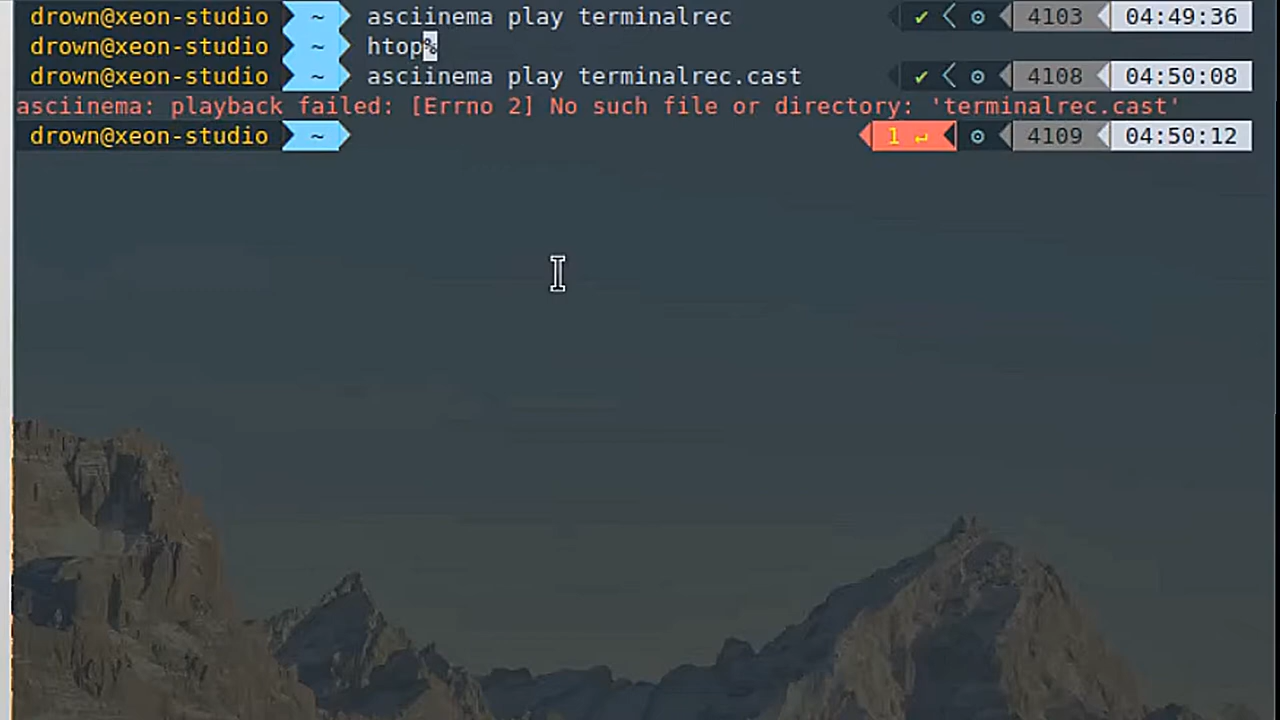 drown@xeon-studio ~ asciinema play terminalrec ✔ 4103 04:49:36
drown@xeon-studio ~ htop%
drown@xeon-studio ~ asciinema play terminalrec.cast ✔ 4108 04:50:08
asciinema: playback failed: [Errno 2] No such file or directory: 'terminalrec.cast'
drown@xeon-studio ~ 1 ↵ 4109 04:50:12